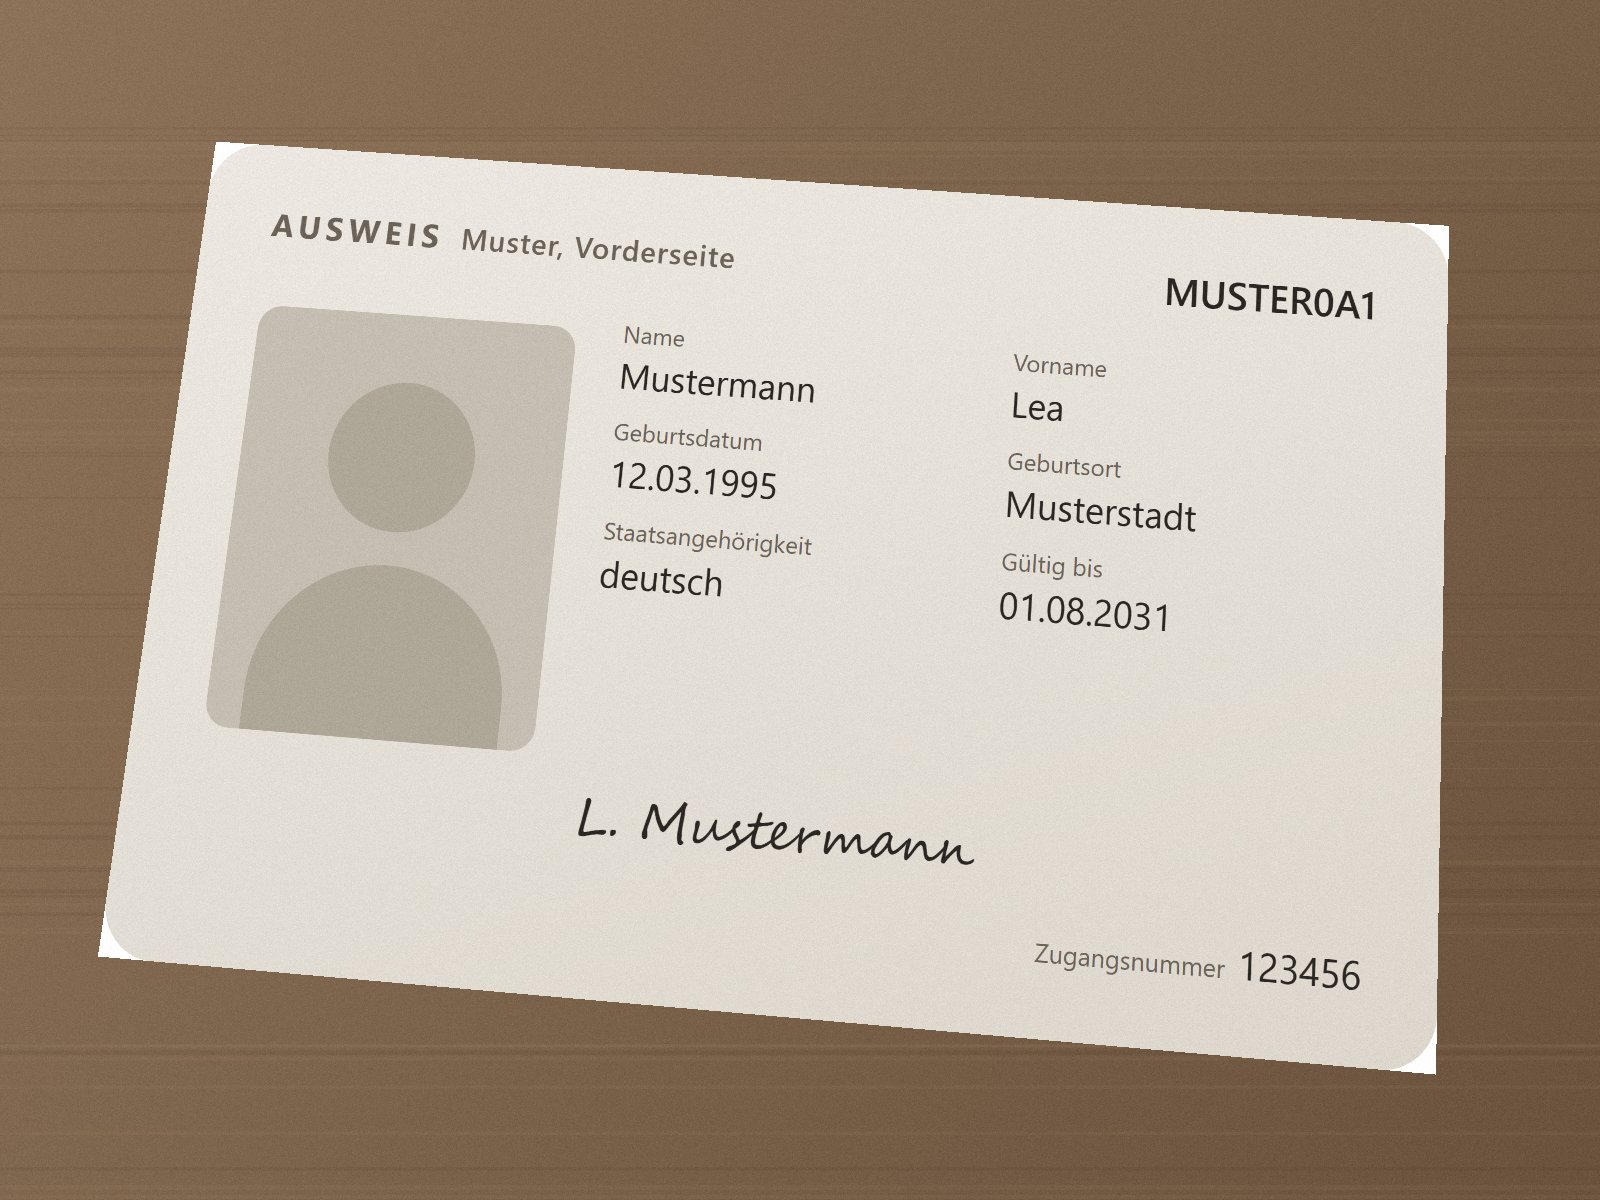 AUSWEIS Muster, Vorderseite
MUSTER0A1
Name
Mustermann
Vorname
Lea
Geburtsdatum
12.03.1995
Geburtsort
Musterstadt
Staatsangehörigkeit
deutsch
Gültig bis
01.08.2031
L. Mustermann
Zugangsnummer 123456